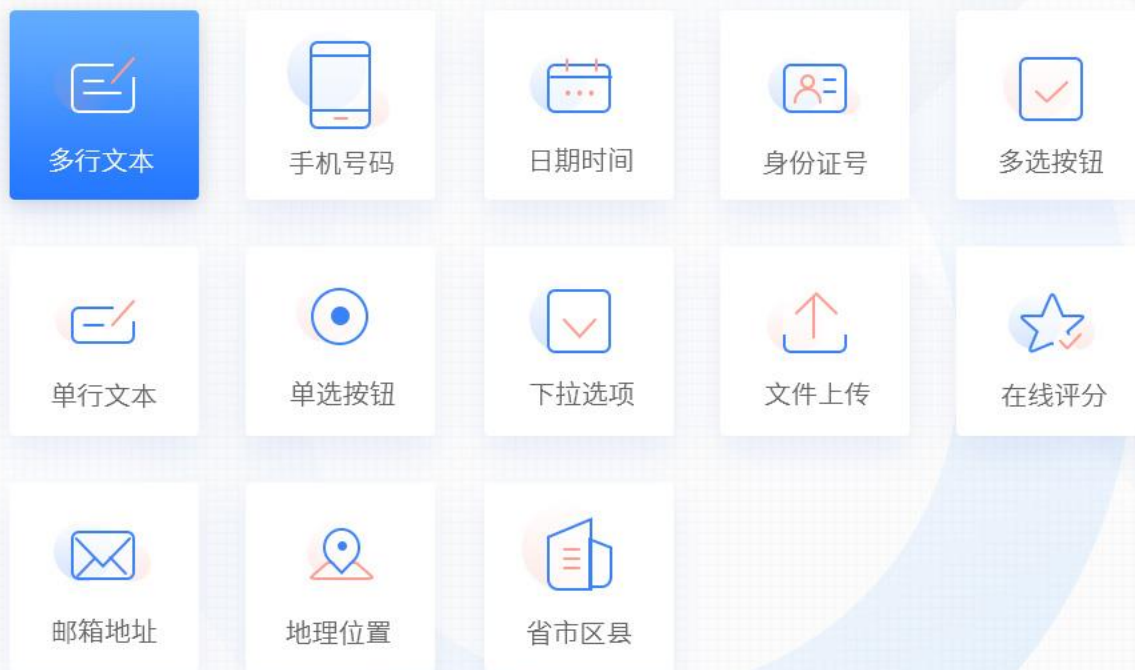 多行文本
手机号码
日期时间
身份证号
多选按钮
单行文本
单选按钮
下拉选项
文件上传
在线评分
邮箱地址
地理位置
省市区县